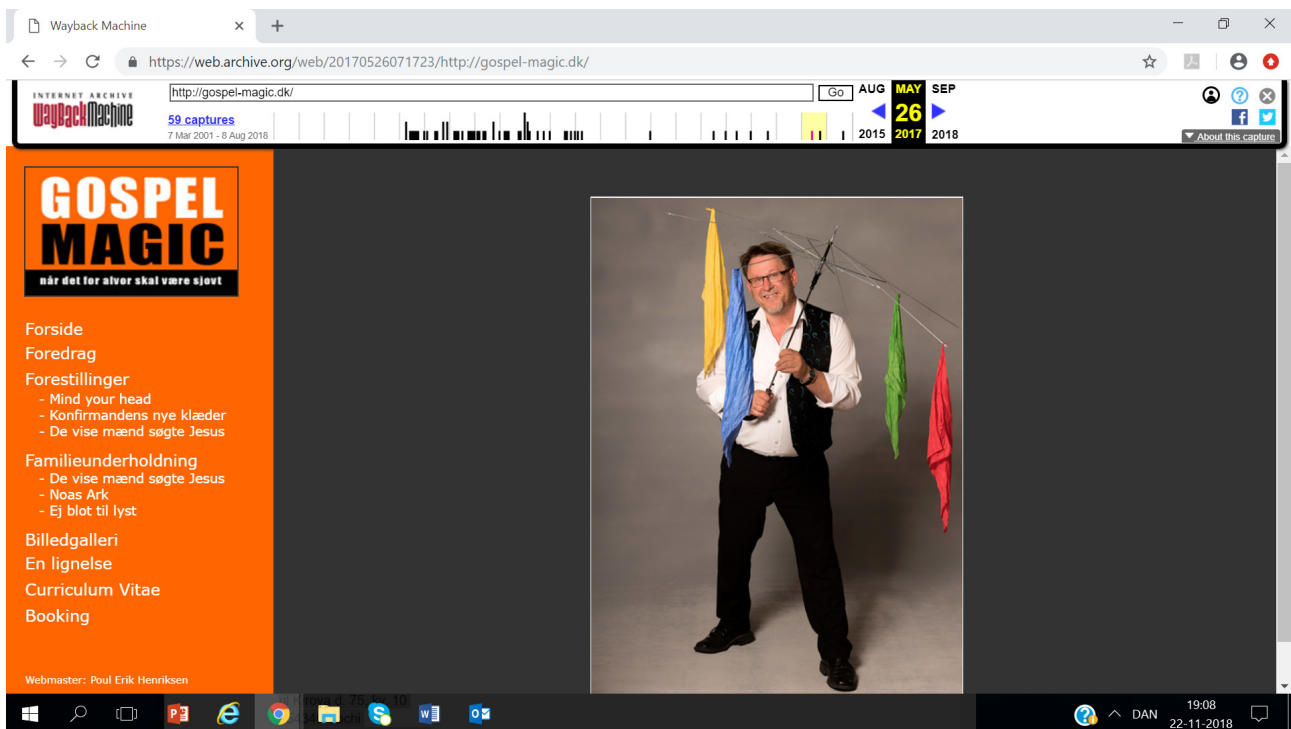 Wayback Machine
https://web.archive.org/web/20170526071723/http://gospel-magic.dk/
INTERNET ARCHIVE
WayBackMachine
http://gospel-magic.dk/
Go
AUG MAY SEP
59 captures
26
7 Mar 2001 - 8 Aug 2018
2015 2017 2018
About this capture
GOSPEL
MAGIC
når det for alvor skal være sjovt
Forside
Foredrag
Forestillinger
- Mind your head
- Konfirmandens nye klæder
- De vise mænd søgte Jesus
Familieunderholdning
- De vise mænd søgte Jesus
- Noas Ark
- Ej blot til lyst
Billedgalleri
En lignelse
Curriculum Vitae
Booking
Webmaster: Poul Erik Henriksen
DAN
19:08
22-11-2018